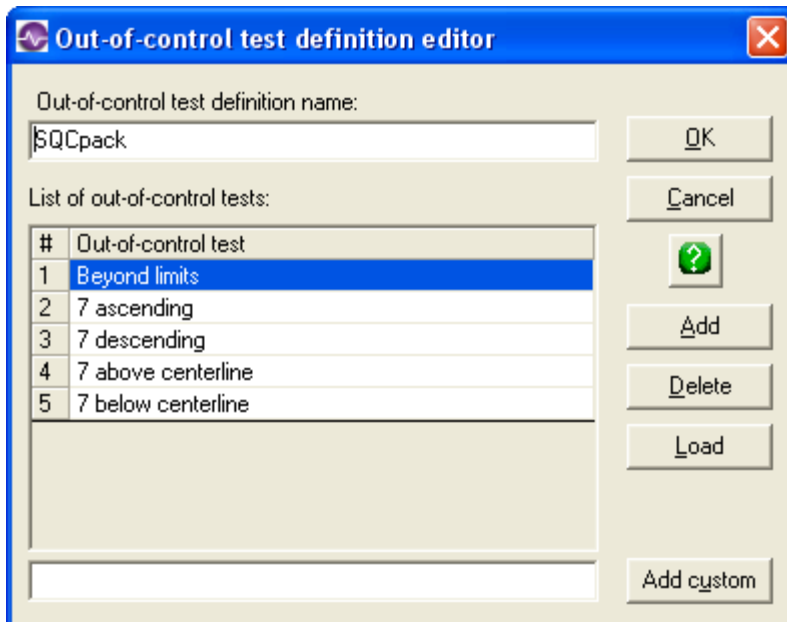 Out-of-control test definition editor
Out-of-control test definition name:
SQCpack
OK
List of out-of-control tests:
Cancel
# Out-of-control test
1 Beyond limits
2 7 ascending
3 7 descending
4 7 above centerline
5 7 below centerline
?
Add
Delete
Load
Add custom